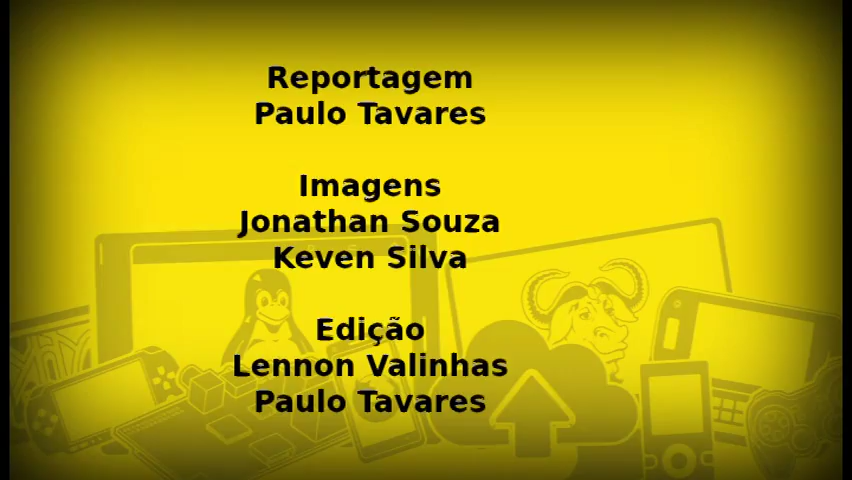 Reportagem
Paulo Tavares
Imagens
Jonathan Souza
Keven Silva
Edição
Lennon Valinhas
Paulo Tavares